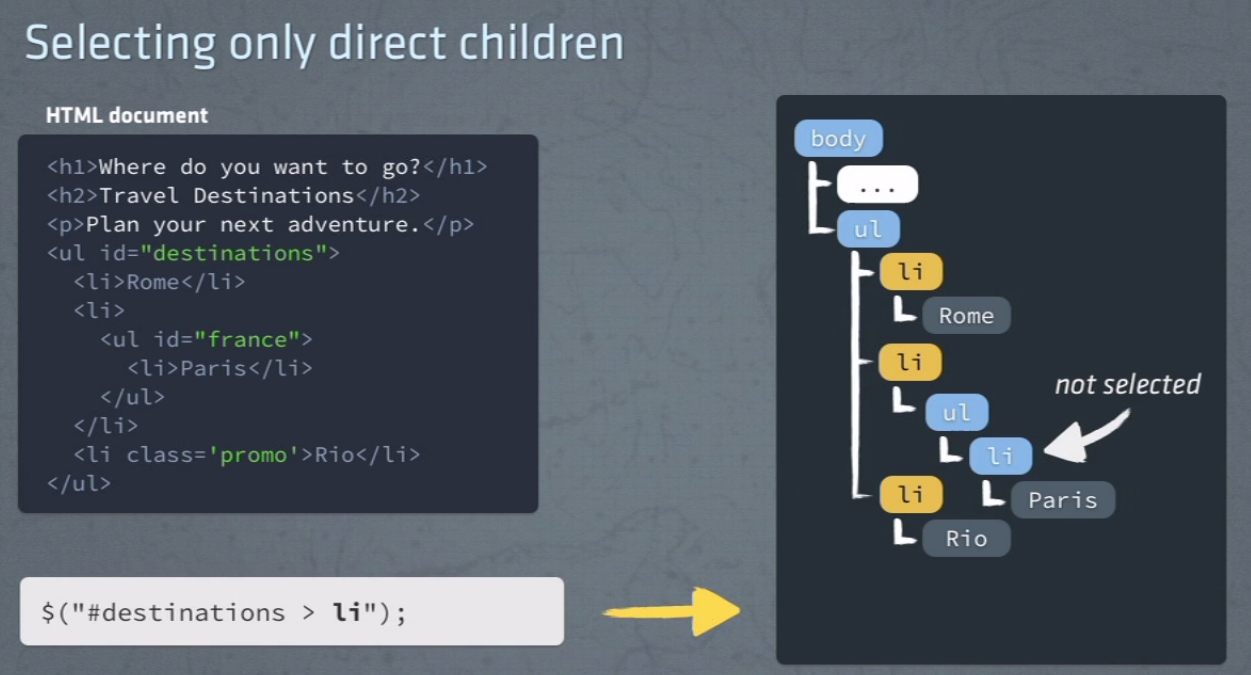 Selecting only direct children
HTML document
<h1>Where do you want to go?</h1>
<h2>Travel Destinations</h2>
<p>Plan your next adventure.</p>
<ul id="destinations">
  <li>Rome</li>
  <li>
    <ul id="france">
      <li>Paris</li>
    </ul>
  </li>
  <li class='promo'>Rio</li>
</ul>
$("#destinations > li");
body
...
ul
li
Rome
li
not selected
ul
li
li
Paris
Rio